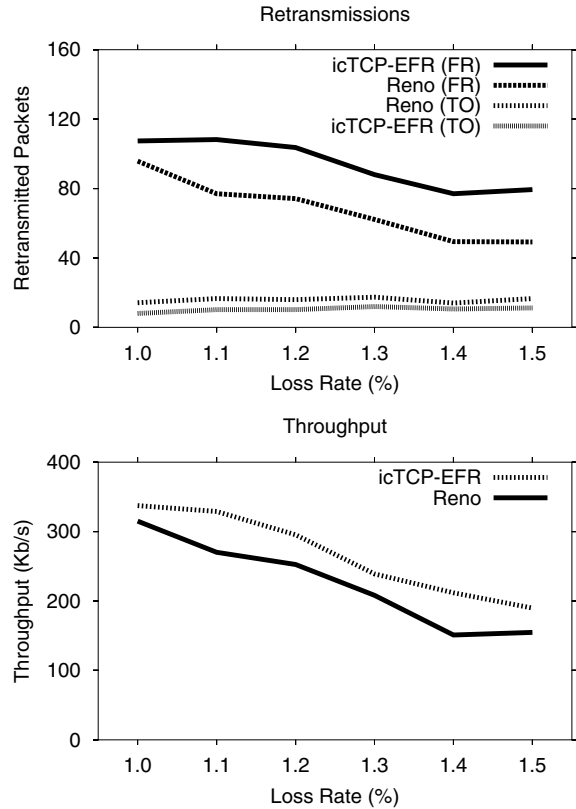 Retransmissions
160
120
80
40
0
Retransmitted Packets
icTCP-EFR (FR)
Reno (FR)
Reno (TO)
icTCP-EFR (TO)
1.0 1.1 1.2 1.3 1.4 1.5
Loss Rate (%)
Throughput
400
300
200
100
0
Throughput (Kb/s)
icTCP-EFR
Reno
1.0 1.1 1.2 1.3 1.4 1.5
Loss Rate (%)